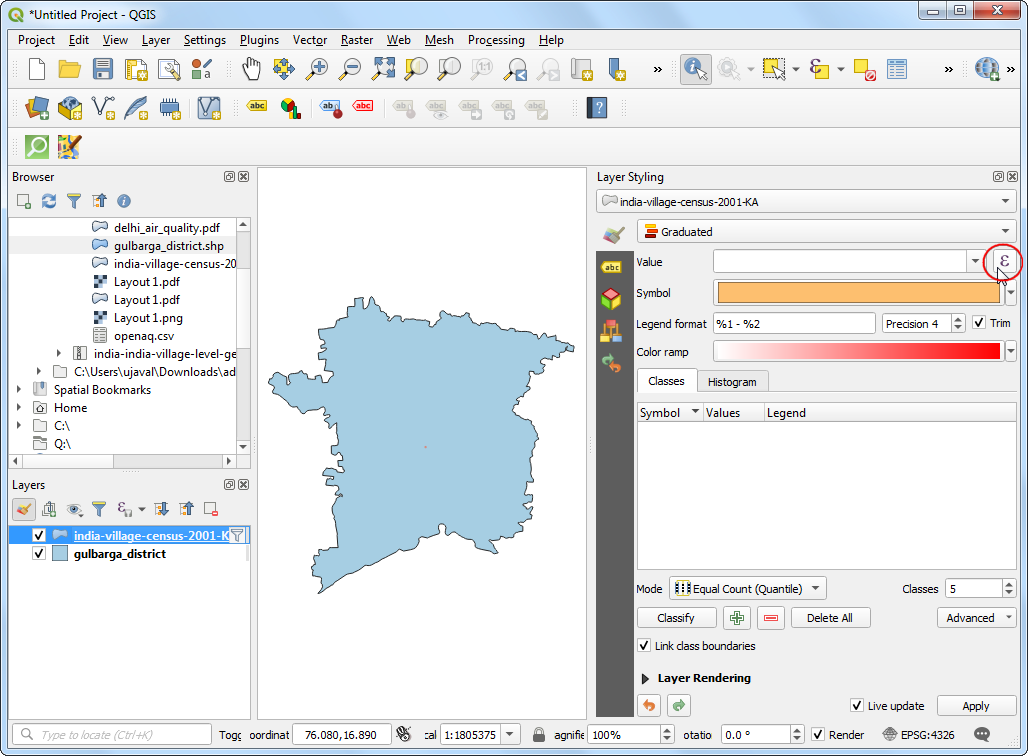 *Untitled Project - QGIS
Project Edit View Layer Settings Plugins Vector Raster Web Mesh Processing Help
Browser
delhi_air_quality.pdf
gulbarga_district.shp
india-village-census-20
Layout 1.pdf
Layout 1.pdf
Layout 1.png
openaq.csv
india-india-village-level-ge
C:\Users\ujaval\Downloads\ad
Spatial Bookmarks
Home
C:\
Q:\
Layers
india-village-census-2001-K
gulbarga_district
Layer Styling
india-village-census-2001-KA
Graduated
Value
Symbol
Legend format %1 - %2 Precision 4 Trim
Color ramp
Classes Histogram
Symbol Values Legend
Mode Equal Count (Quantile) Classes 5
Classify Delete All Advanced
Link class boundaries
Layer Rendering
Live update Apply
Type to locate (Ctrl+K) Togg oordinat 76.080,16.890 cal 1:1805375 agnifie 100% otatio 0.0 ° Render EPSG:4326